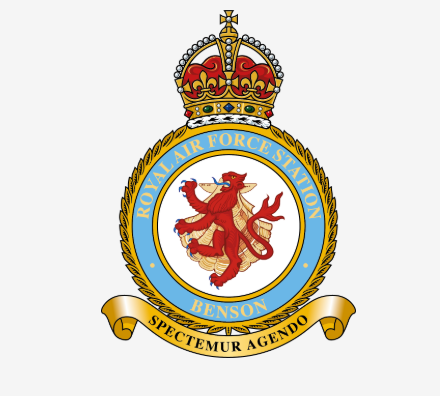 ROYAL AIR FORCE STATION
BENSON
SPECTEMUR AGENDO